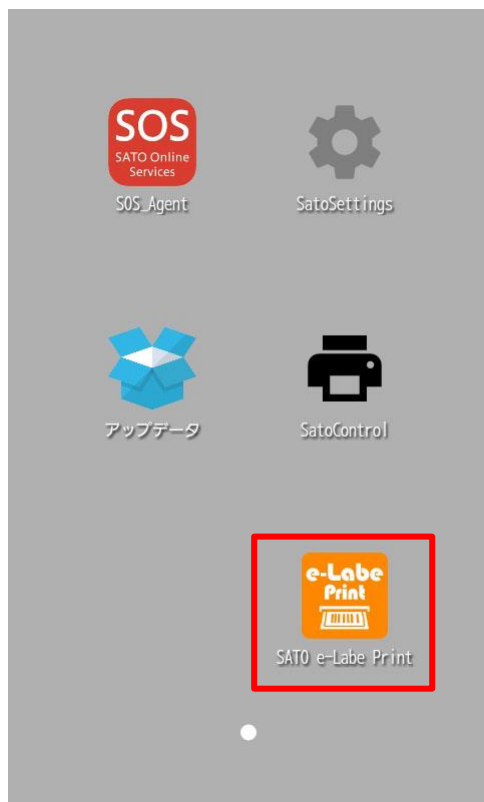 SOS
SATO Online
Services
SOS_Agent
SatoSettings
アップデータ
SatoControl
e-Labe
Print
SATO e-Labe Print